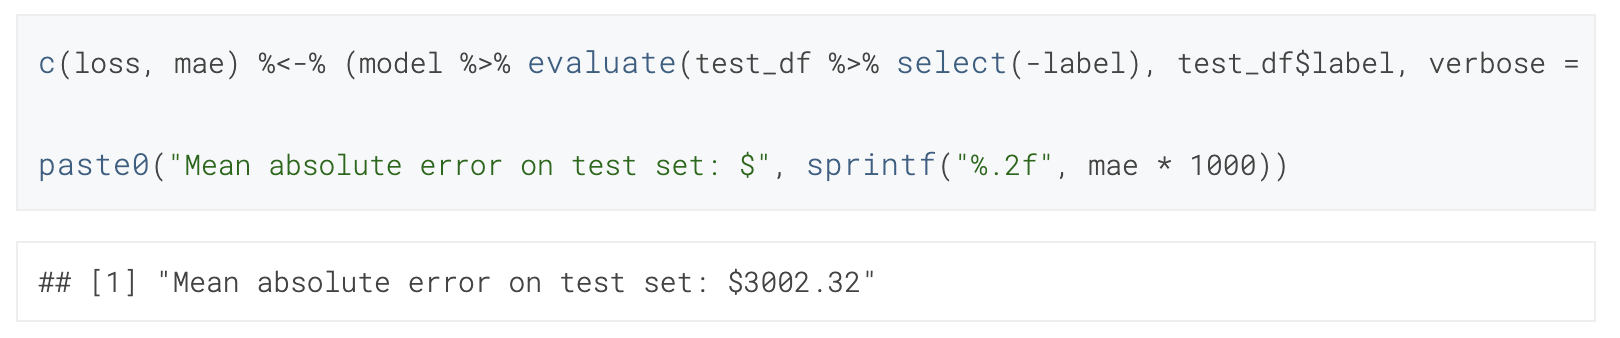 c(loss, mae) %<-% (model %>% evaluate(test_df %>% select(-label), test_df$label, verbose =
paste0("Mean absolute error on test set: $", sprintf("%.2f", mae * 1000))
## [1] "Mean absolute error on test set: $3002.32"